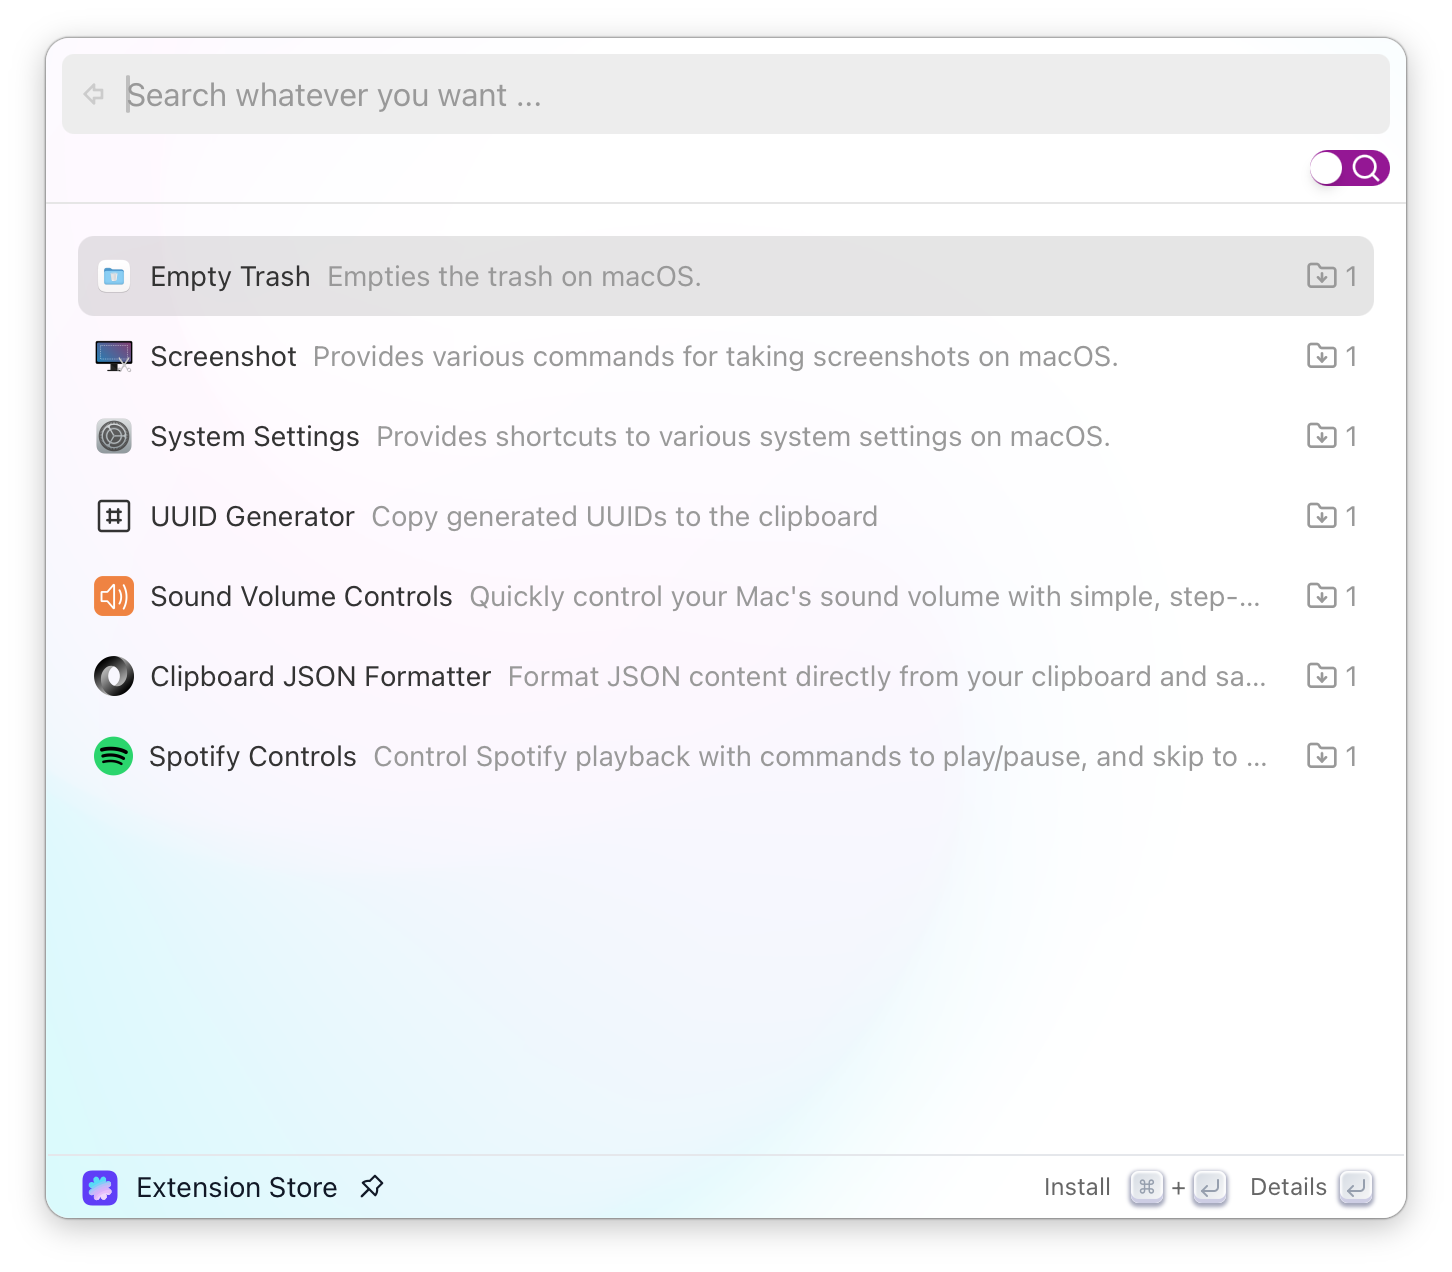 Search whatever you want ...
Empty Trash Empties the trash on macOS. 1
Screenshot Provides various commands for taking screenshots on macOS. 1
System Settings Provides shortcuts to various system settings on macOS. 1
UUID Generator Copy generated UUIDs to the clipboard 1
Sound Volume Controls Quickly control your Mac's sound volume with simple, step-... 1
Clipboard JSON Formatter Format JSON content directly from your clipboard and sa... 1
Spotify Controls Control Spotify playback with commands to play/pause, and skip to ... 1
Extension Store Install ⌘ + ↵ Details ↵